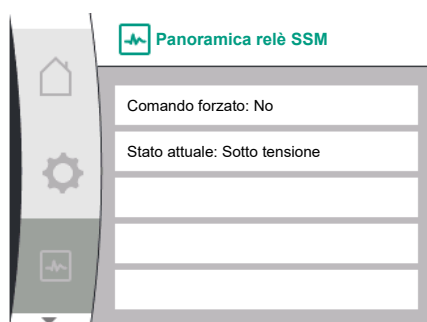 Panoramica relè SSM
Comando forzato: No
Stato attuale: Sotto tensione